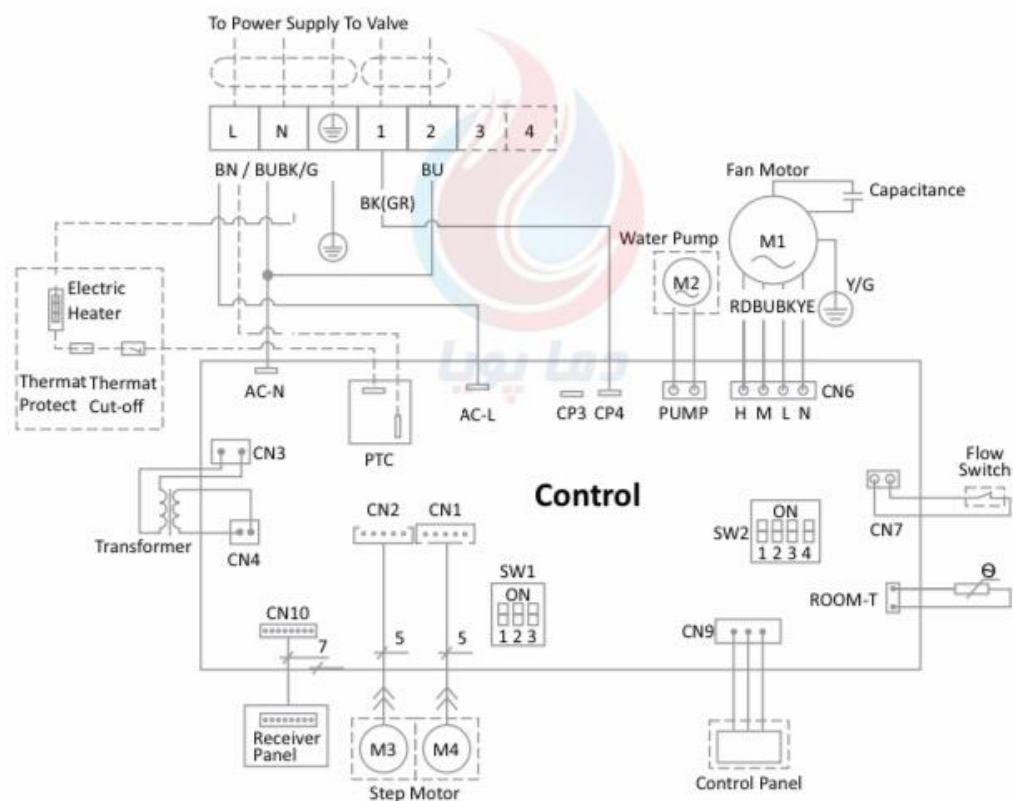 To Power Supply To Valve
L N 1 2 3 4
BN / BUBK/G BU
BK(GR)
Fan Motor
Capacitance
Water Pump
M1
M2
Y/G
RDBUBKYE
Electric
Heater
دما پویا
Thermat Thermat
Protect Cut-off
AC-N
AC-L
CP3 CP4
PUMP
H M L N
CN6
PTC
CN3
Flow
Switch
Control
CN2 CN1
ON
SW2
1 2 3 4
CN7
Transformer
CN4
SW1
ON
1 2 3
ROOM-T
Θ
CN10
CN9
7
5
5
Receiver
Panel
M3 M4
Step Motor
Control Panel